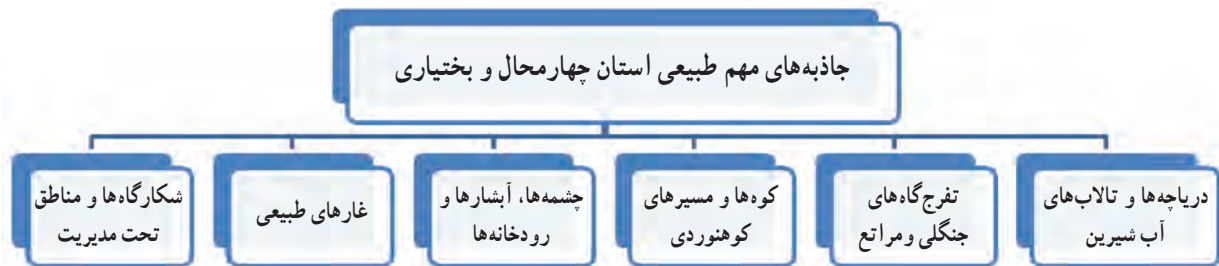 جاذبه‌های مهم طبیعی استان چهارمحال و بختیاری
دریاچه‌ها و تالاب‌های
آب شیرین
تفرج‌گاه‌های
جنگلی و مراتع
کوه‌ها و مسیرهای
کوهنوردی
چشمه‌ها، آبشارها و
رودخانه‌ها
غارهای طبیعی
شکارگاه‌ها و مناطق
تحت مدیریت